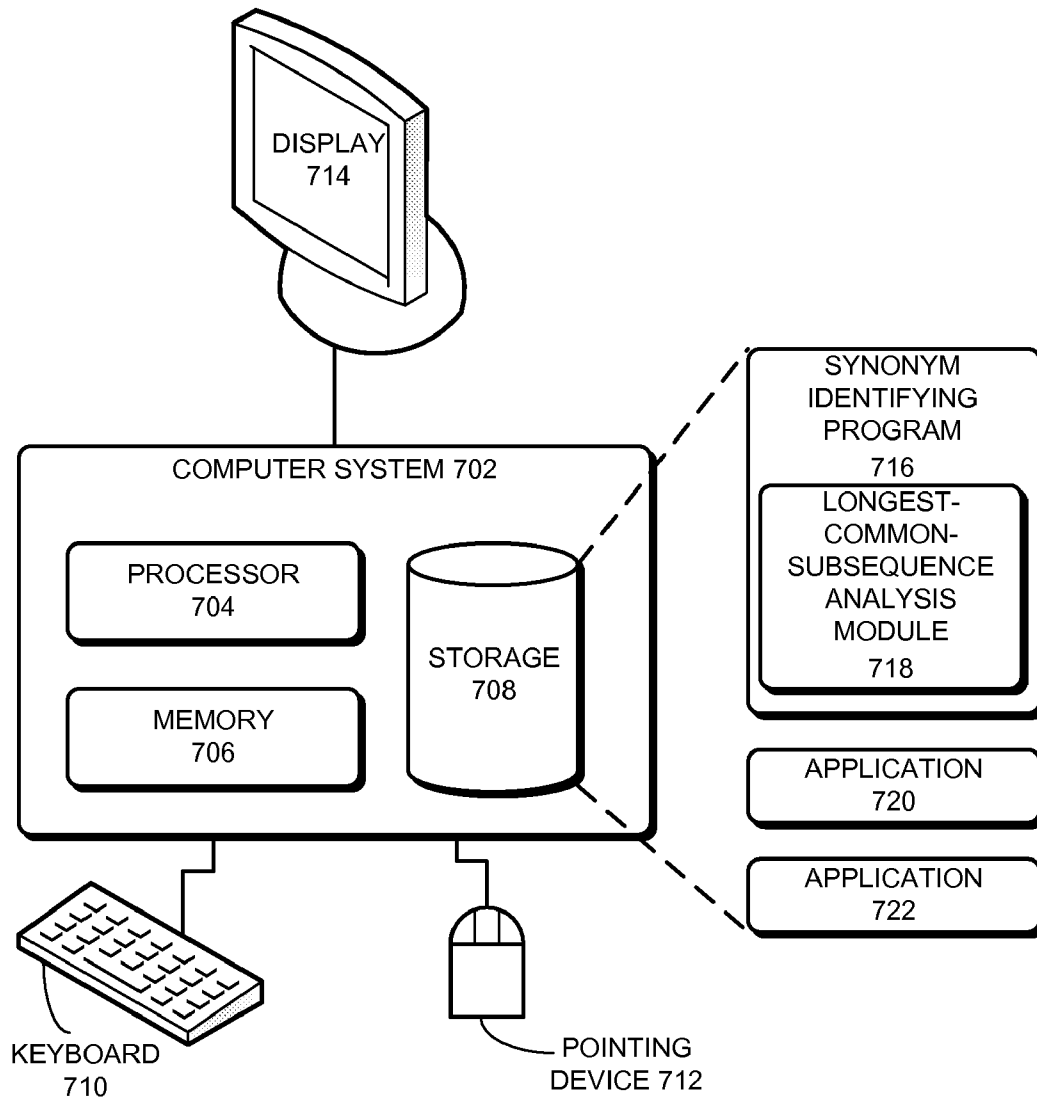 DISPLAY
714
COMPUTER SYSTEM 702
PROCESSOR
704
MEMORY
706
STORAGE
708
SYNONYM
IDENTIFYING
PROGRAM
716
LONGEST-
COMMON-
SUBSEQUENCE
ANALYSIS
MODULE
718
APPLICATION
720
APPLICATION
722
KEYBOARD
710
POINTING
DEVICE 712